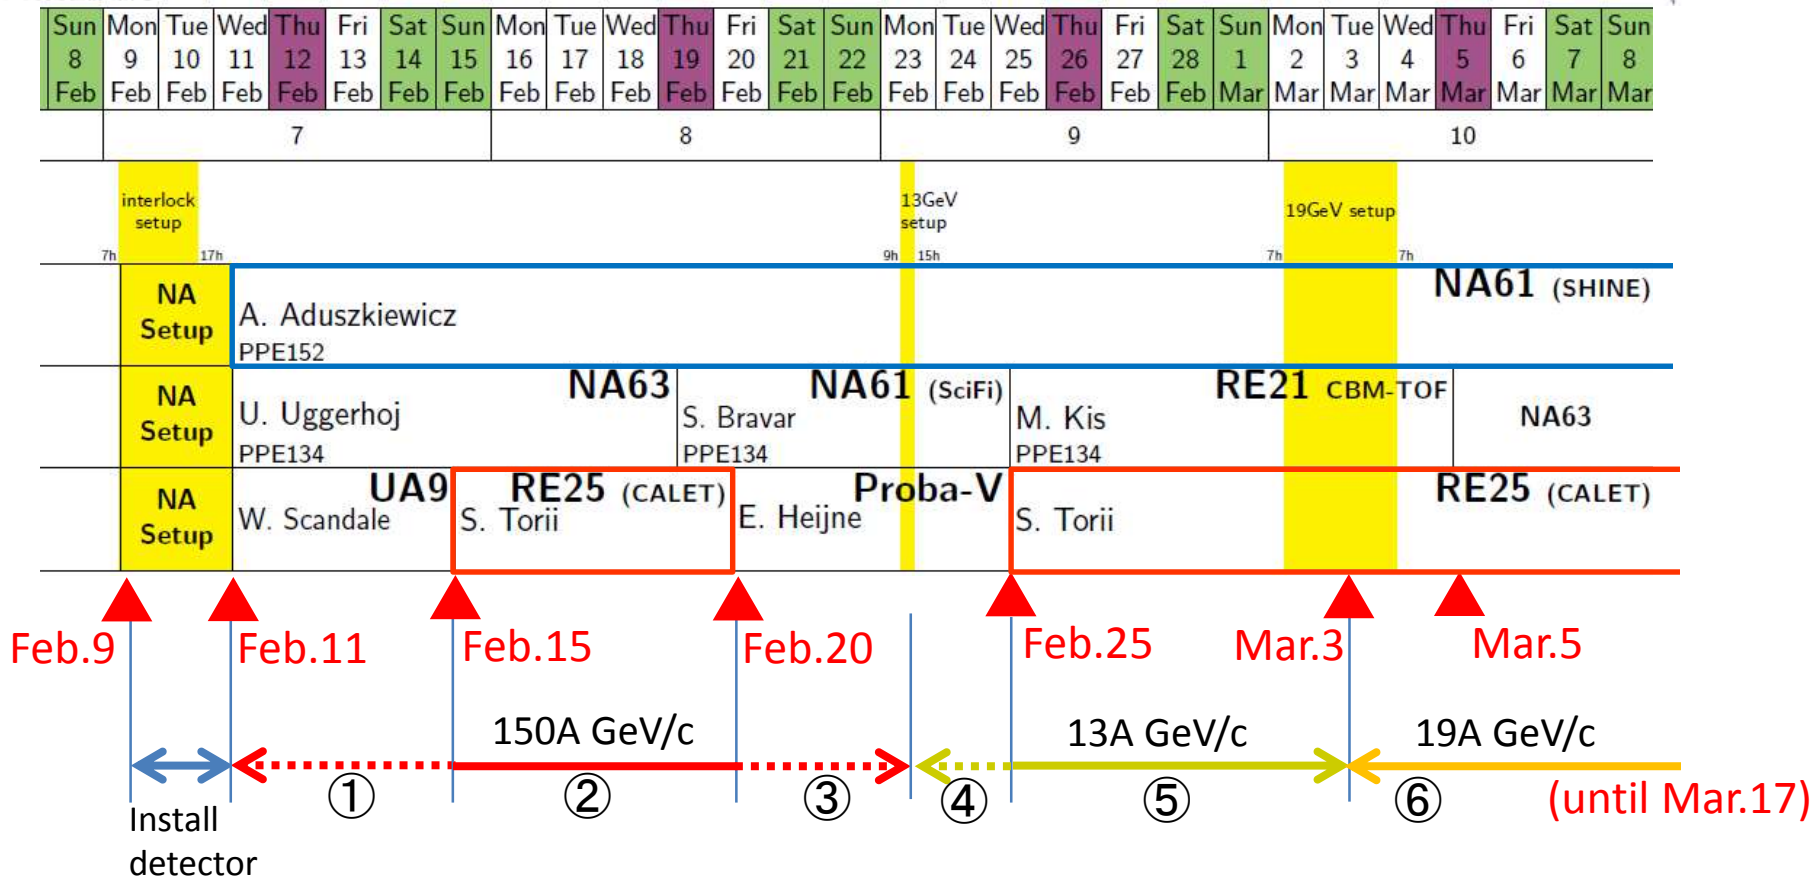 Sun Mon Tue Wed Thu Fri Sat Sun Mon Tue Wed Thu Fri Sat Sun Mon Tue Wed Thu Fri Sat Sun Mon Tue Wed Thu Fri Sat Sun
8 9 10 11 12 13 14 15 16 17 18 19 20 21 22 23 24 25 26 27 28 1 2 3 4 5 6 7 8
Feb Feb Feb Feb Feb Feb Feb Feb Feb Feb Feb Feb Feb Feb Feb Feb Feb Feb Feb Feb Feb Mar Mar Mar Mar Mar Mar Mar Mar
7 8 9 10
interlock
setup
13GeV
setup
19GeV setup
7h 17h 9h 15h 7h 7h
NA
Setup
A. Aduszkiewicz
PPE152
NA61 (SHINE)
NA
Setup
NA63
U. Uggerhoj
PPE134
NA61 (SciFi)
S. Bravar
PPE134
RE21 CBM-TOF
M. Kis
PPE134
NA63
NA
Setup
UA9
W. Scandale
RE25 (CALET)
S. Torii
Proba-V
E. Heijne
RE25 (CALET)
S. Torii
Feb.9 Feb.11 Feb.15 Feb.20 Feb.25 Mar.3 Mar.5
150A GeV/c 13A GeV/c 19A GeV/c
① ② ③ ④ ⑤ ⑥ (until Mar.17)
Install
detector